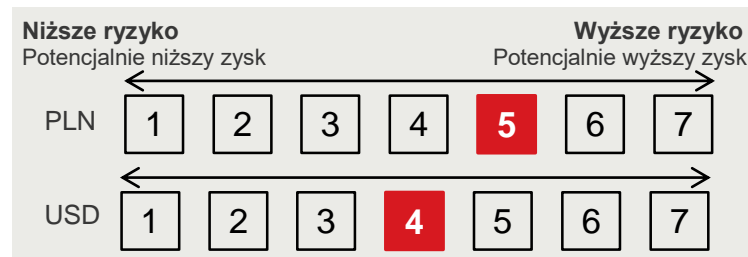 Niższe ryzyko Wyższe ryzyko
Potencjalnie niższy zysk Potencjalnie wyższy zysk
PLN 1 2 3 4 5 6 7
USD 1 2 3 4 5 6 7